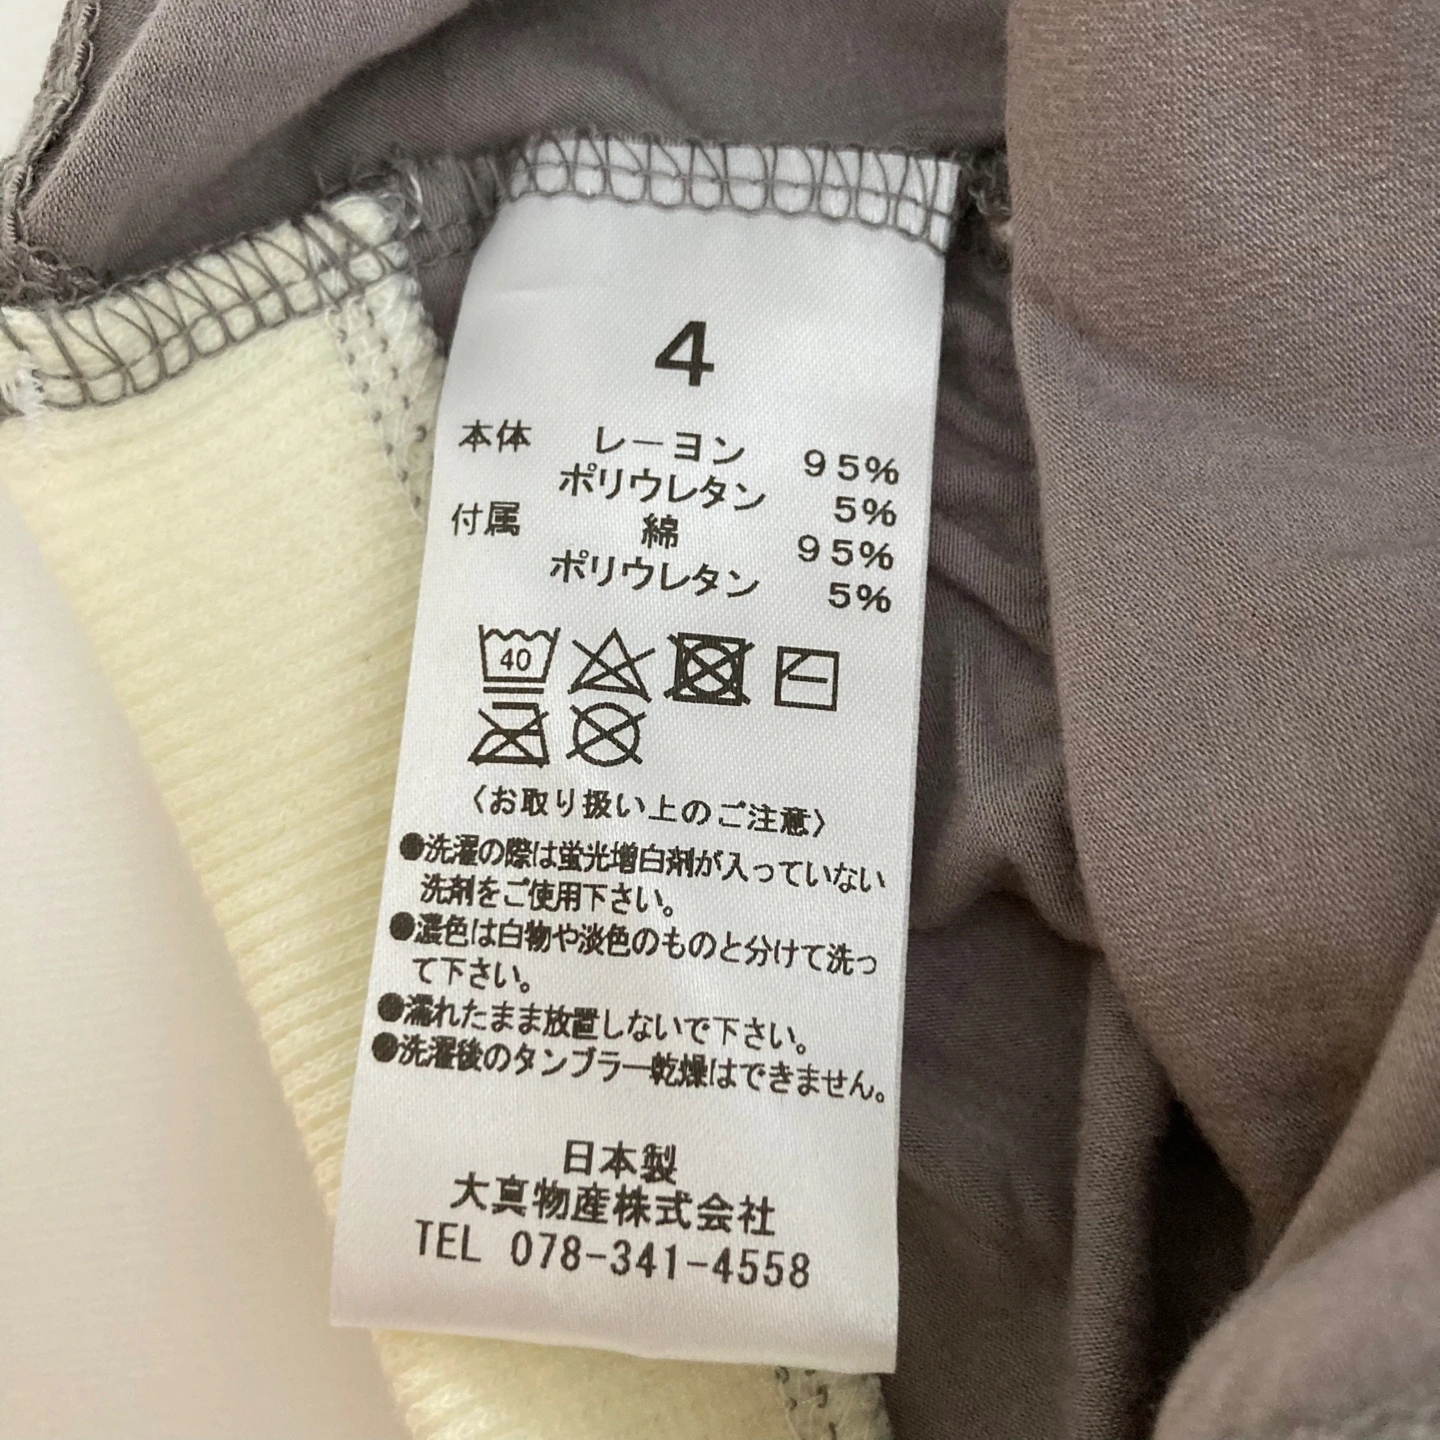 4
本体 レーヨン 95%
ポリウレタン 5%
付属 綿 95%
ポリウレタン 5%
40
〈お取り扱い上のご注意〉
●洗濯の際は蛍光増白剤が入っていない
洗剤をご使用下さい。
●濃色は白物や淡色のものと分けて洗っ
て下さい。
●濡れたまま放置しないで下さい。
●洗濯後のタンブラー乾燥はできません。
日本製
大真物産株式会社
TEL 078-341-4558